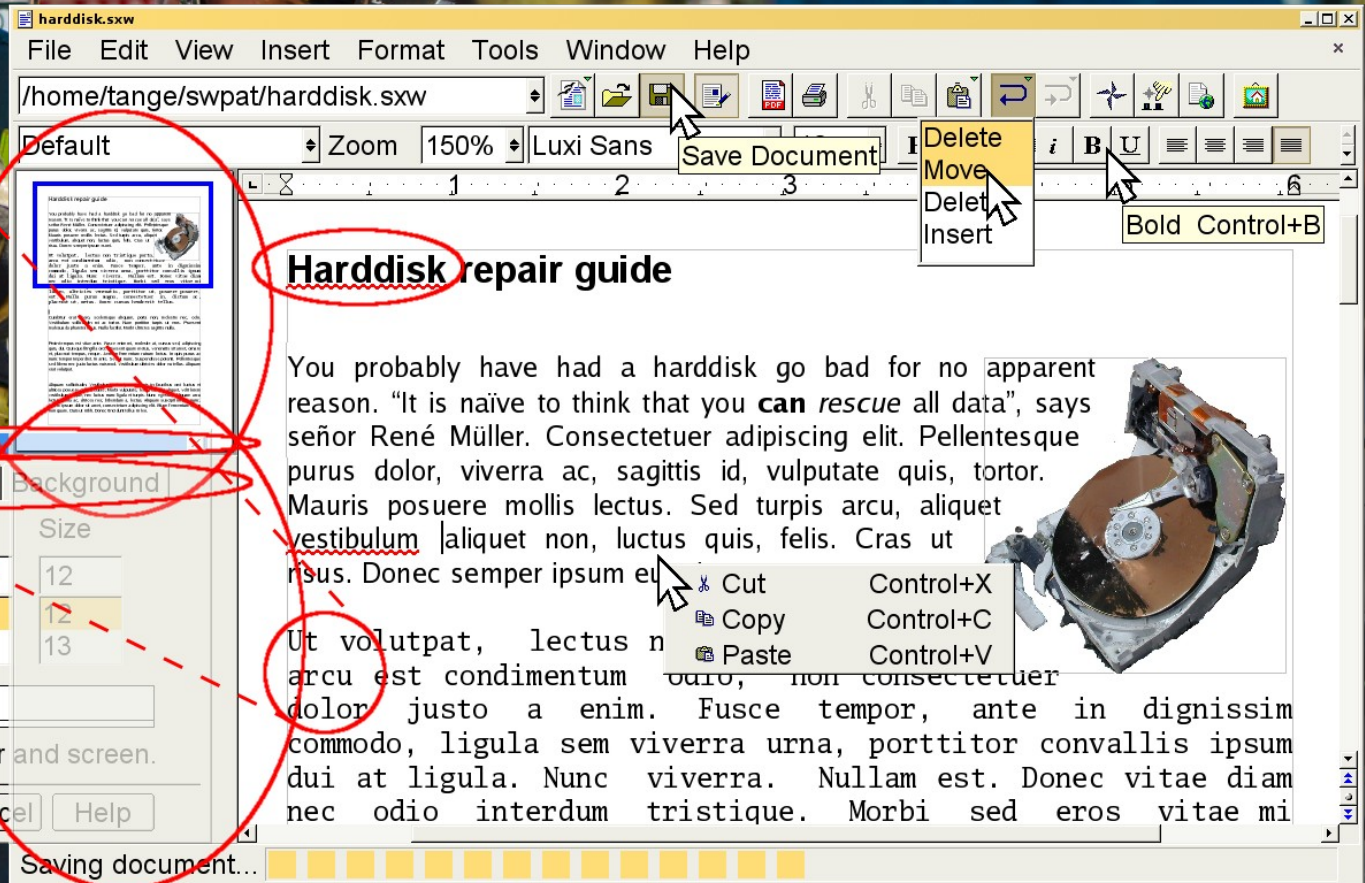 harddisk.sxw
File Edit View Insert Format Tools Window Help
/home/tange/swpat/harddisk.sxw
PDF
Default Zoom 150% Luxi Sans
Save Document
Delete
Move
Insert
i B U
Bold Control+B
1 2 3 6
Harddisk repair guide
You probably have had a harddisk go bad for no apparent
reason. “It is naïve to think that you can rescue all data”, says
señor René Müller. Consectetuer adipiscing elit. Pellentesque
purus dolor, viverra ac, sagittis id, vulputate quis, tortor.
Mauris posuere mollis lectus. Sed turpis arcu, aliquet
vestibulum aliquet non, luctus quis, felis. Cras ut
risus. Donec semper ipsum
Cut Control+X
Copy Control+C
Paste Control+V
Ut volutpat, lectus
arcu est condimentum odio, non consectetuer
dolor justo a enim. Fusce tempor, ante in dignissim
commodo, ligula sem viverra urna, porttitor convallis ipsum
dui at ligula. Nunc viverra. Nullam est. Donec vitae diam
nec odio interdum tristique. Morbi sed eros vitae mi
Background
Size
12
12
13
and screen.
Help
Saving document...